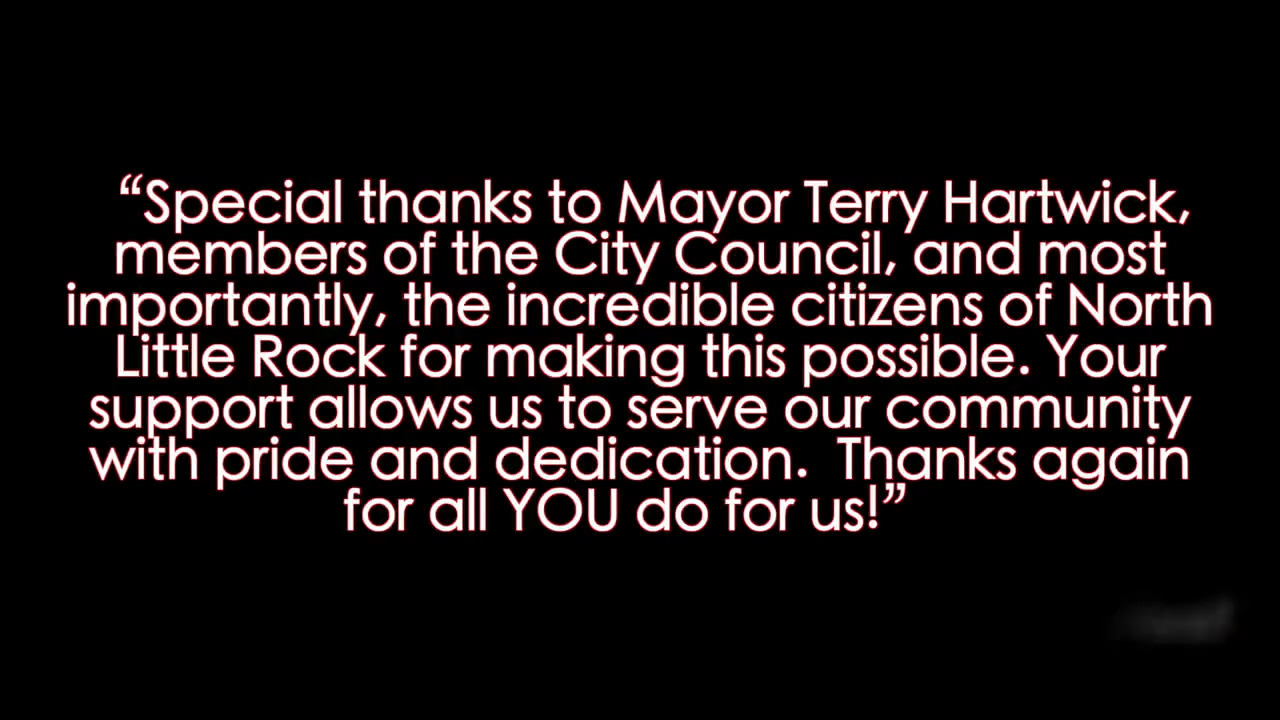 “Special thanks to Mayor Terry Hartwick,
members of the City Council, and most
importantly, the incredible citizens of North
Little Rock for making this possible. Your
support allows us to serve our community
with pride and dedication.  Thanks again
for all YOU do for us!”